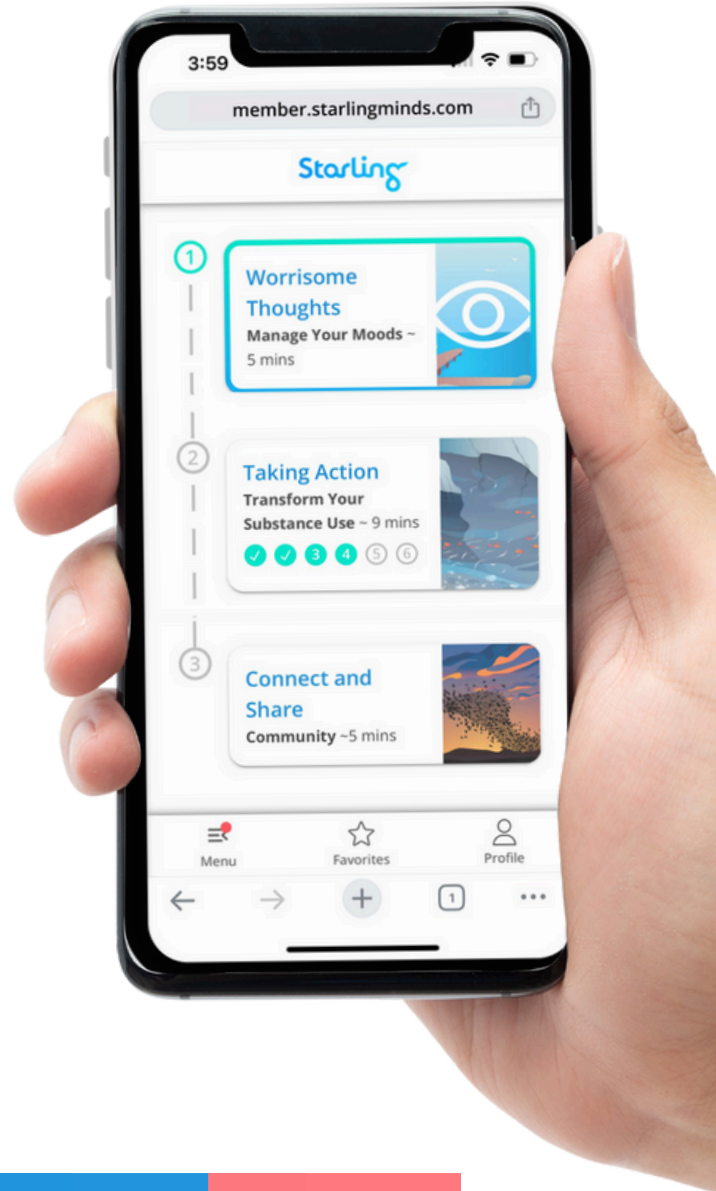 3:59
member.starlingminds.com
Starling
1
Worrisome
Thoughts
Manage Your Moods ~
5 mins
2
Taking Action
Transform Your
Substance Use ~ 9 mins
3 4 5 6
3
Connect and
Share
Community ~5 mins
Menu
Favorites
Profile
1